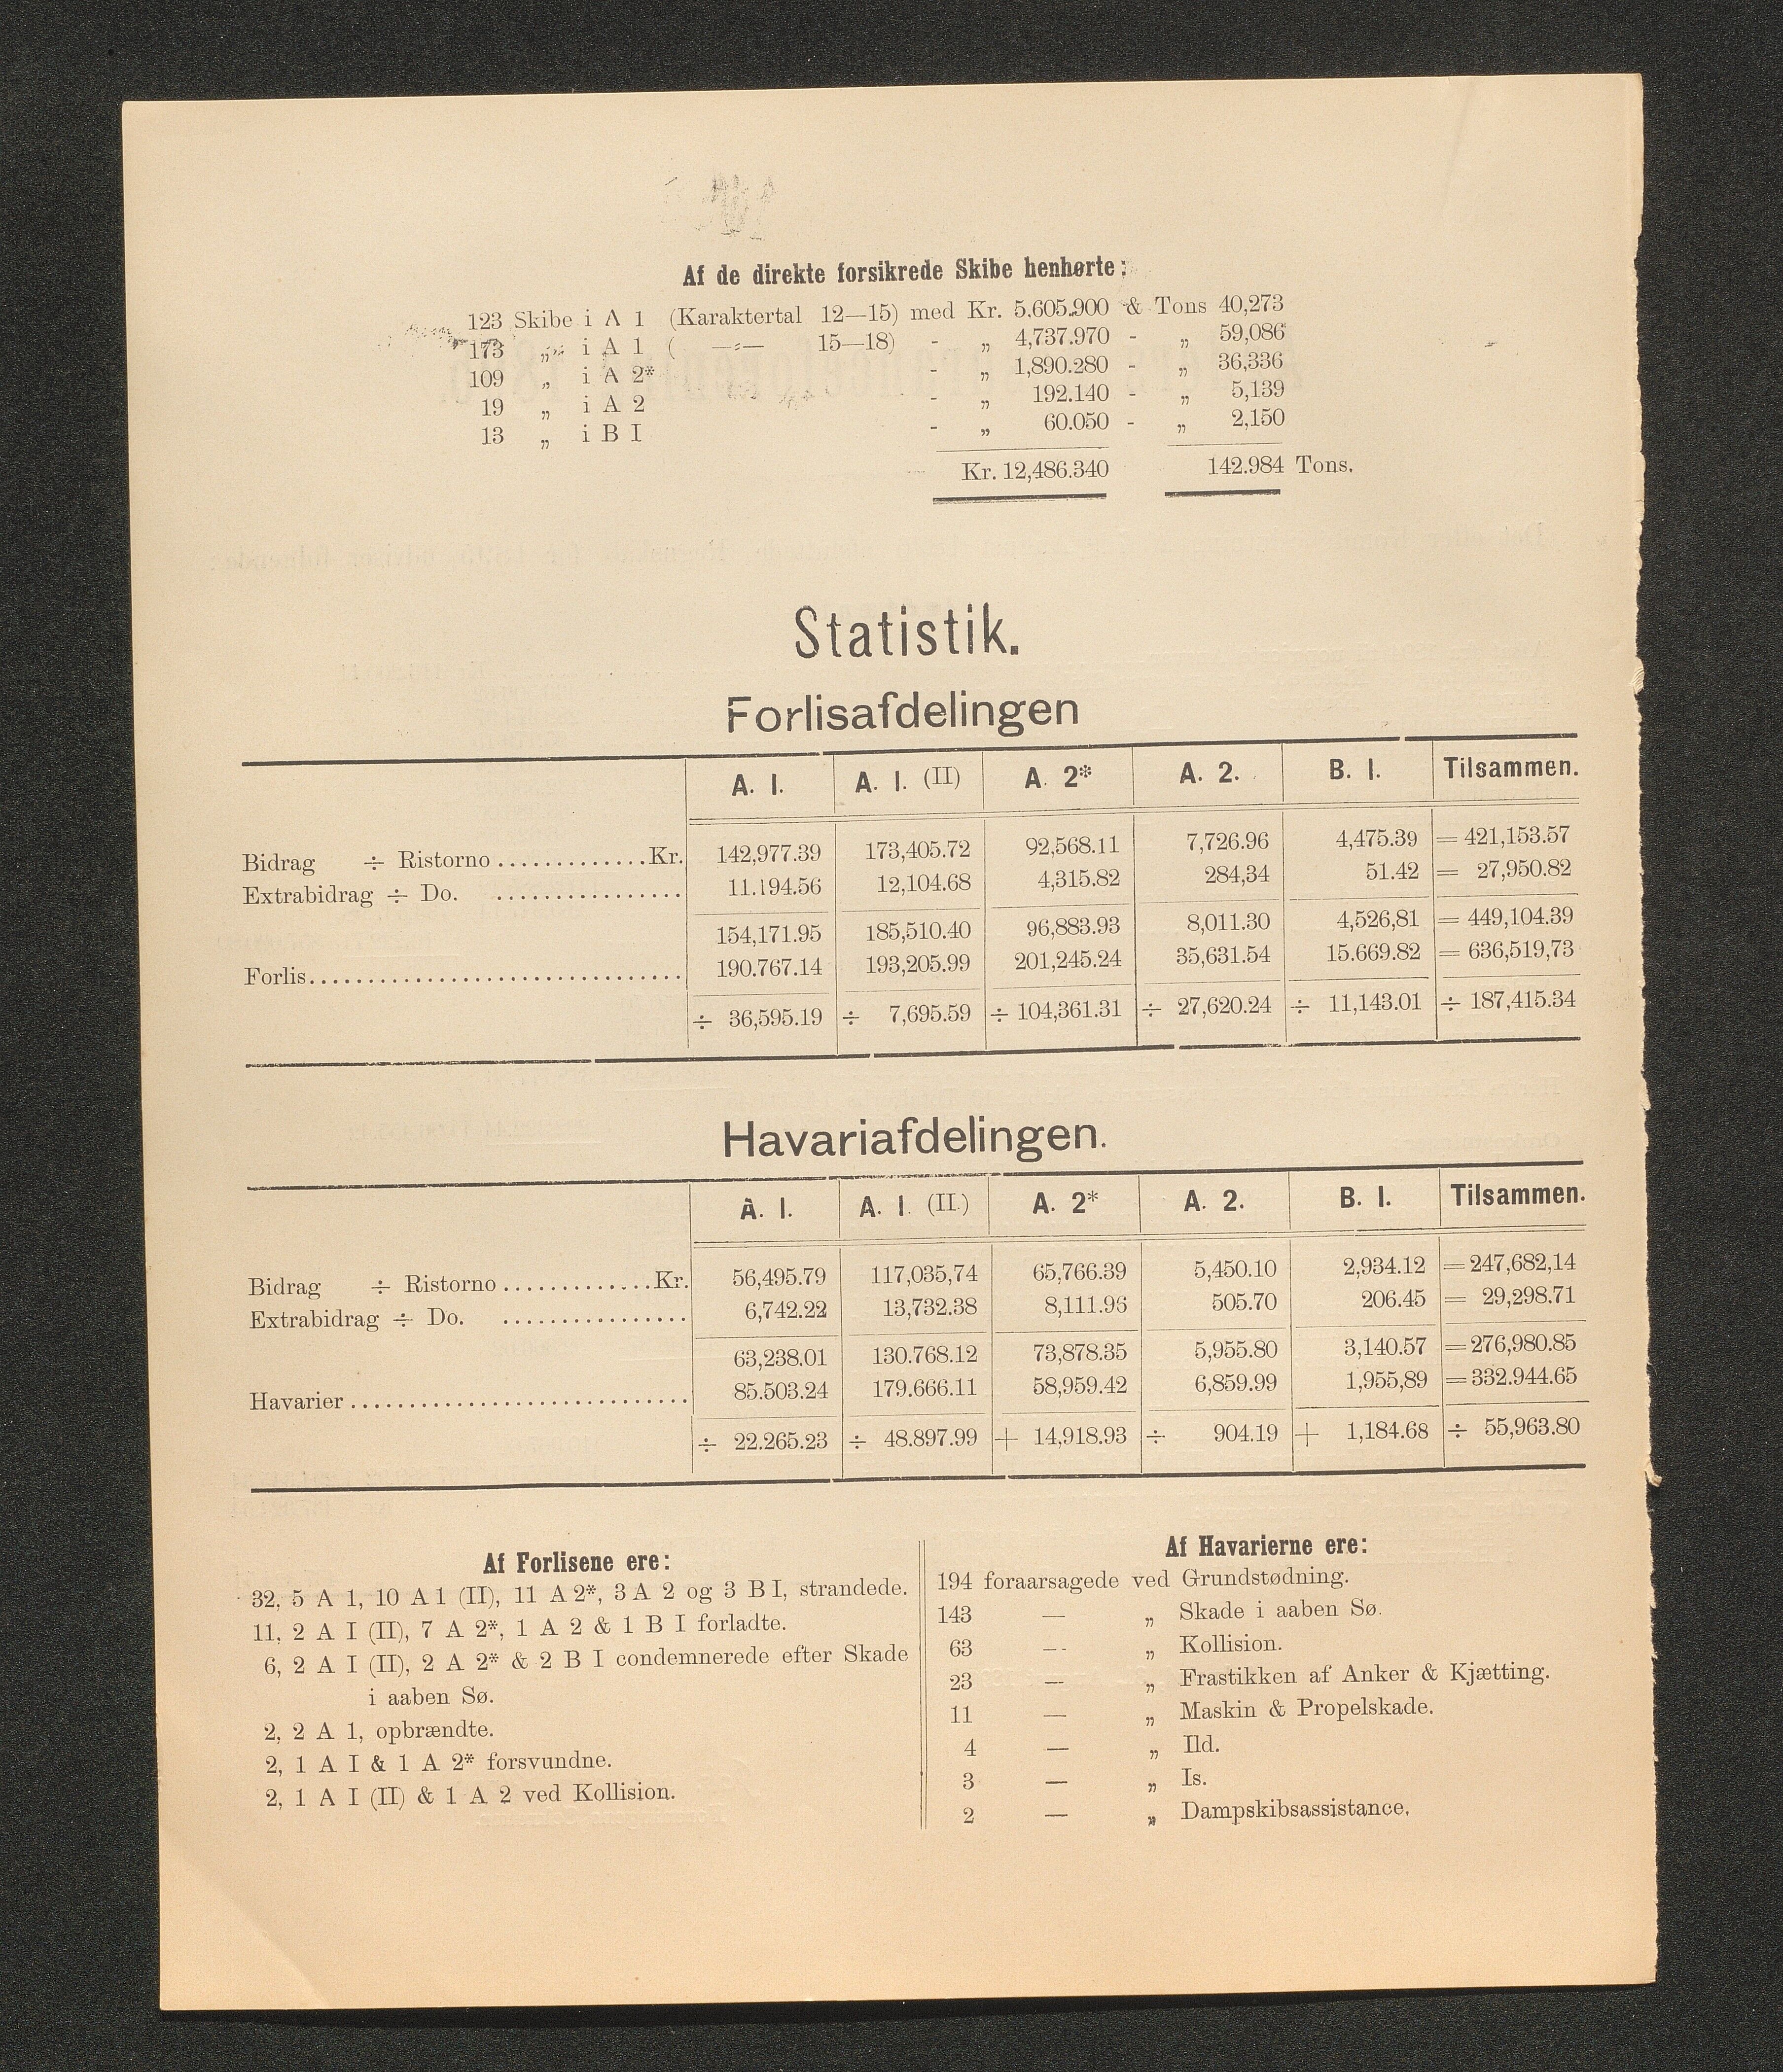 Af de direkte forsikrede Skibe henhørte:
123 Skibe i A 1 (Karaktertal 12—15) med Kr. 5.605.900 & Tons 40,273
173 „ i A 1 ( —„— 15—18) - „ 4,737.970 - „ 59,086
109 „ i A 2* - „ 1,890.280 - „ 36,336
19 „ i A 2 - „ 192.140 - „ 5,139
13 „ i B I - „ 60.050 - „ 2,150
Kr. 12,486.340 142.984 Tons.
Statistik.
Forlisafdelingen
A. I. A. I. (II) A. 2* A. 2. B. I. Tilsammen.
Bidrag ÷ Ristorno .............Kr. 142,977.39 173,405.72 92,568.11 7,726.96 4,475.39 = 421,153.57
Extrabidrag ÷ Do. ................ 11.194.56 12,104.68 4,315.82 284,34 51.42 = 27,950.82
154,171.95 185,510.40 96,883.93 8,011.30 4,526,81 = 449,104.39
Forlis................................ 190.767.14 193,205.99 201,245.24 35,631.54 15.669.82 = 636,519,73
÷ 36,595.19 ÷ 7,695.59 ÷ 104,361.31 ÷ 27,620.24 ÷ 11,143.01 ÷ 187,415.34
Havariafdelingen.
A. I. A. I. (II.) A. 2* A. 2. B. I. Tilsammen.
Bidrag ÷ Ristorno .............Kr. 56,495.79 117,035,74 65,766.39 5,450.10 2,934.12 = 247,682,14
Extrabidrag ÷ Do. ................ 6,742.22 13,732.38 8,111.96 505.70 206.45 = 29,298.71
63,238.01 130.768.12 73,878.35 5,955.80 3,140.57 = 276,980.85
Havarier ............................. 85.503.24 179.666.11 58,959.42 6,859.99 1,955,89 = 332.944.65
÷ 22.265.23 ÷ 48.897.99 + 14,918.93 ÷ 904.19 + 1,184.68 ÷ 55,963.80
Af Forlisene ere:
32, 5 A 1, 10 A 1 (II), 11 A 2*, 3 A 2 og 3 B I, strandede.
11, 2 A I (II), 7 A 2*, 1 A 2 & 1 B I forladte.
6, 2 A I (II), 2 A 2* & 2 B I condemnerede efter Skade
i aaben Sø.
2, 2 A 1, opbrændte.
2, 1 A I & 1 A 2* forsvundne.
2, 1 A I (II) & 1 A 2 ved Kollision.
Af Havarierne ere:
194 foraarsagede ved Grundstødning.
143 — „ Skade i aaben Sø.
63 — „ Kollision.
23 — „ Frastikken af Anker & Kjætting.
11 — „ Maskin & Propelskade.
4 — „ Ild.
3 — „ Is.
2 — „ Dampskibsassistance.